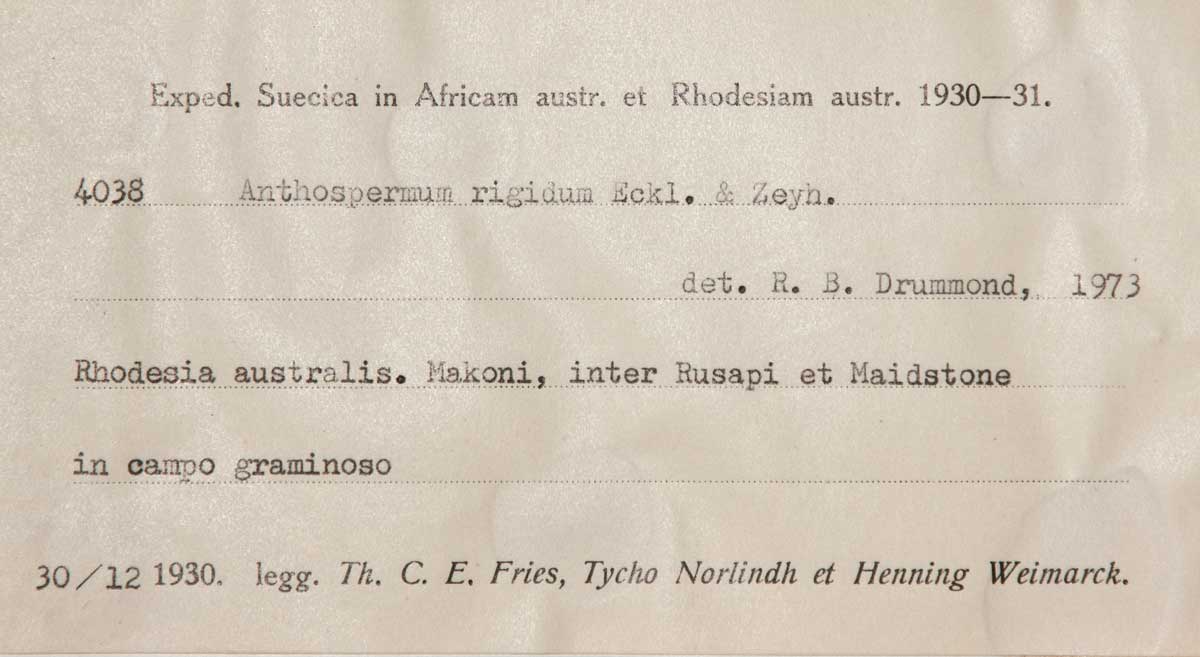 Exped. Suecica in Africam austr. et Rhodesiam austr. 1930—31.
4038 Anthospermum rigidum Eckl. & Zeyh.
det. R. B. Drummond, 1973
Rhodesia australis. Makoni, inter Rusapi et Maidstone
in campo graminoso
30/12 1930. legg. Th. C. E. Fries, Tycho Norlindh et Henning Weimarck.